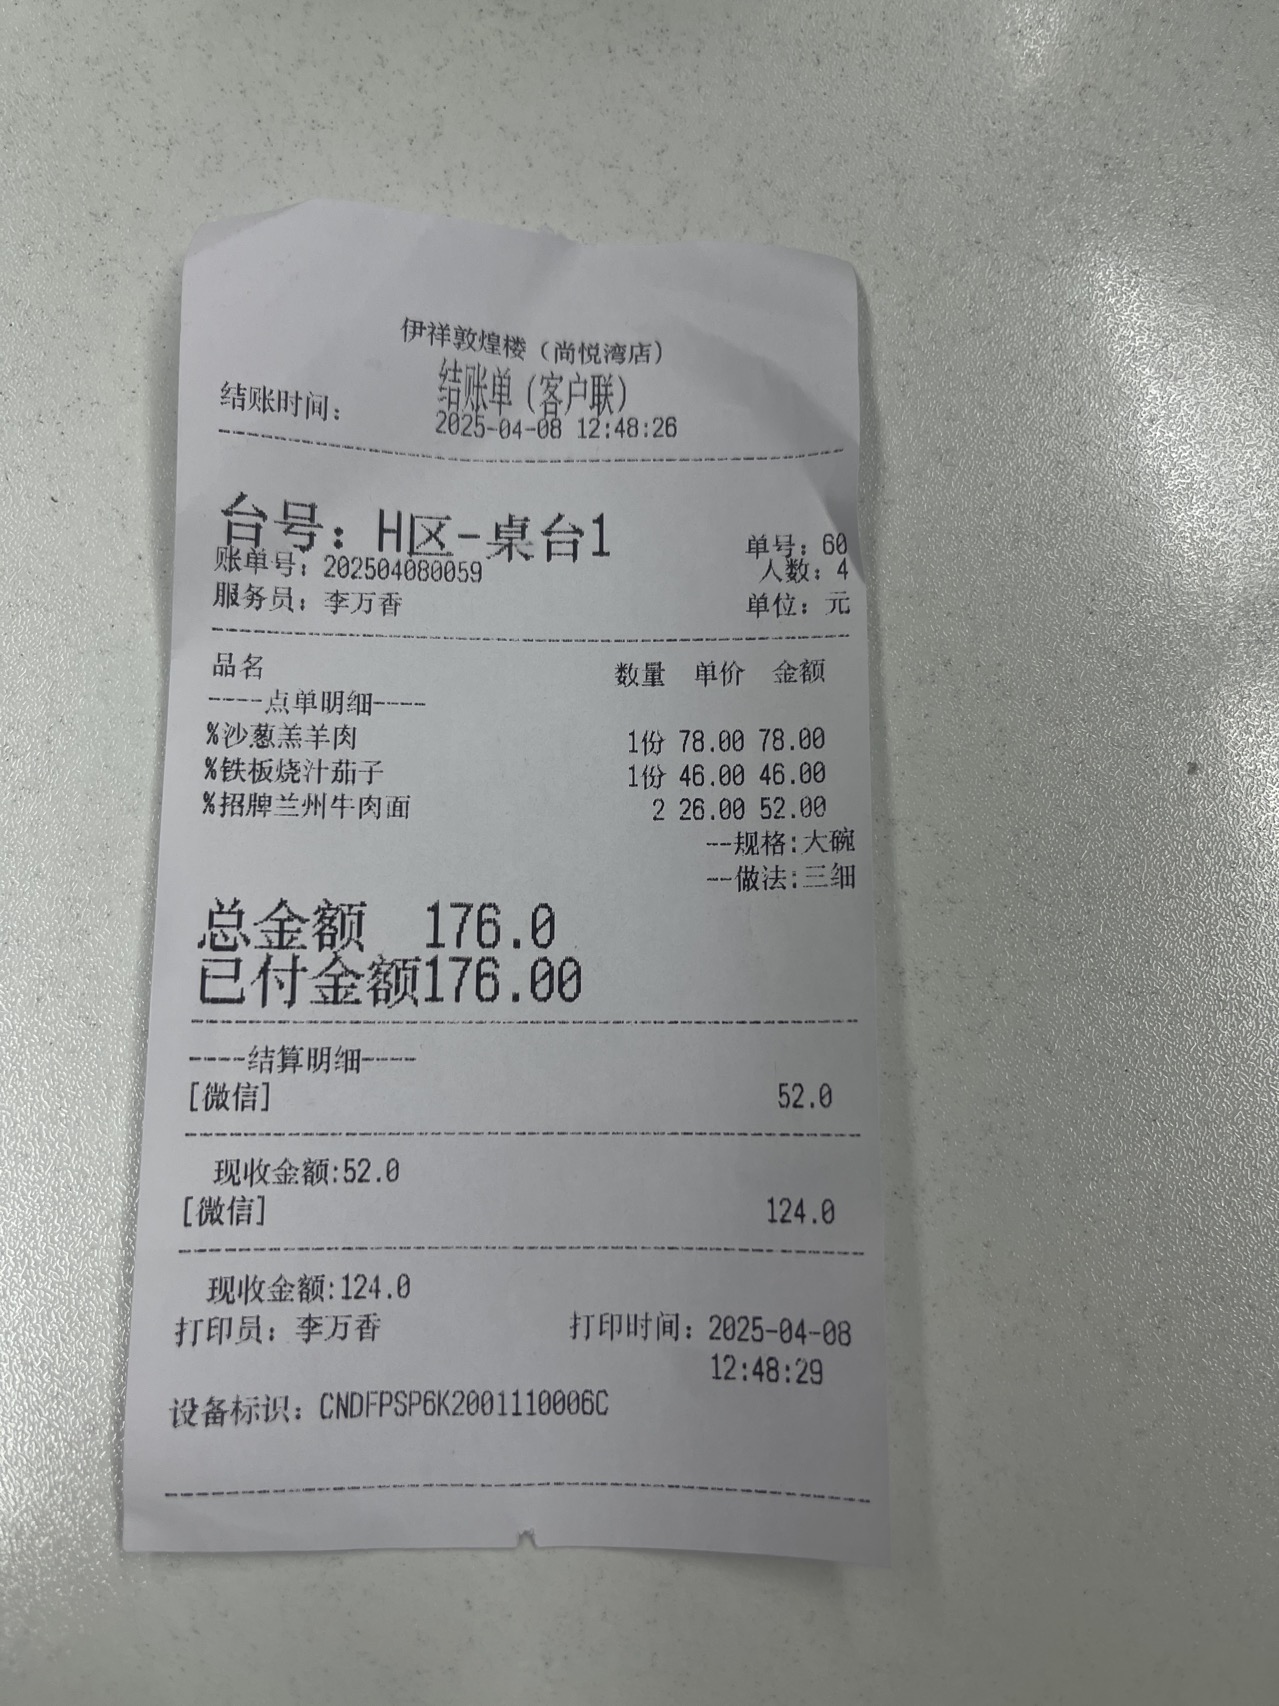 伊祥敦煌楼（尚悦湾店）
结账单（客户联）
结账时间： 2025-04-08 12:48:26
台号：H区-桌台1
单号：60
账单号：202504080059 人数：4
服务员：李万香 单位：元
品名 数量 单价 金额
----点单明细----
%沙葱羔羊肉 1份 78.00 78.00
%铁板烧汁茄子 1份 46.00 46.00
%招牌兰州牛肉面 2 26.00 52.00
--规格:大碗
--做法:三细
总金额 176.0
已付金额176.00
----结算明细----
[微信] 52.0
现收金额:52.0
[微信] 124.0
现收金额:124.0
打印员：李万香 打印时间：2025-04-08
12:48:29
设备标识：CNDFPSP6K2001110006C